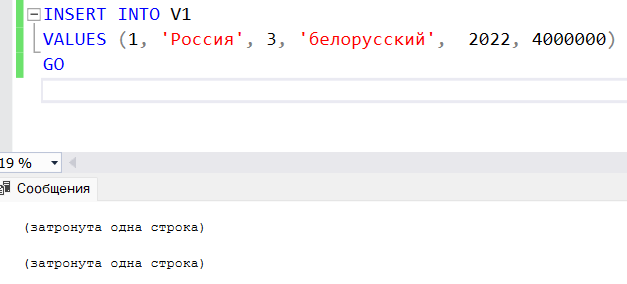 INSERT INTO V1
VALUES (1, 'Россия', 3, 'белорусский',  2022, 4000000)
GO
19 %
Сообщения
(затронута одна строка)
(затронута одна строка)